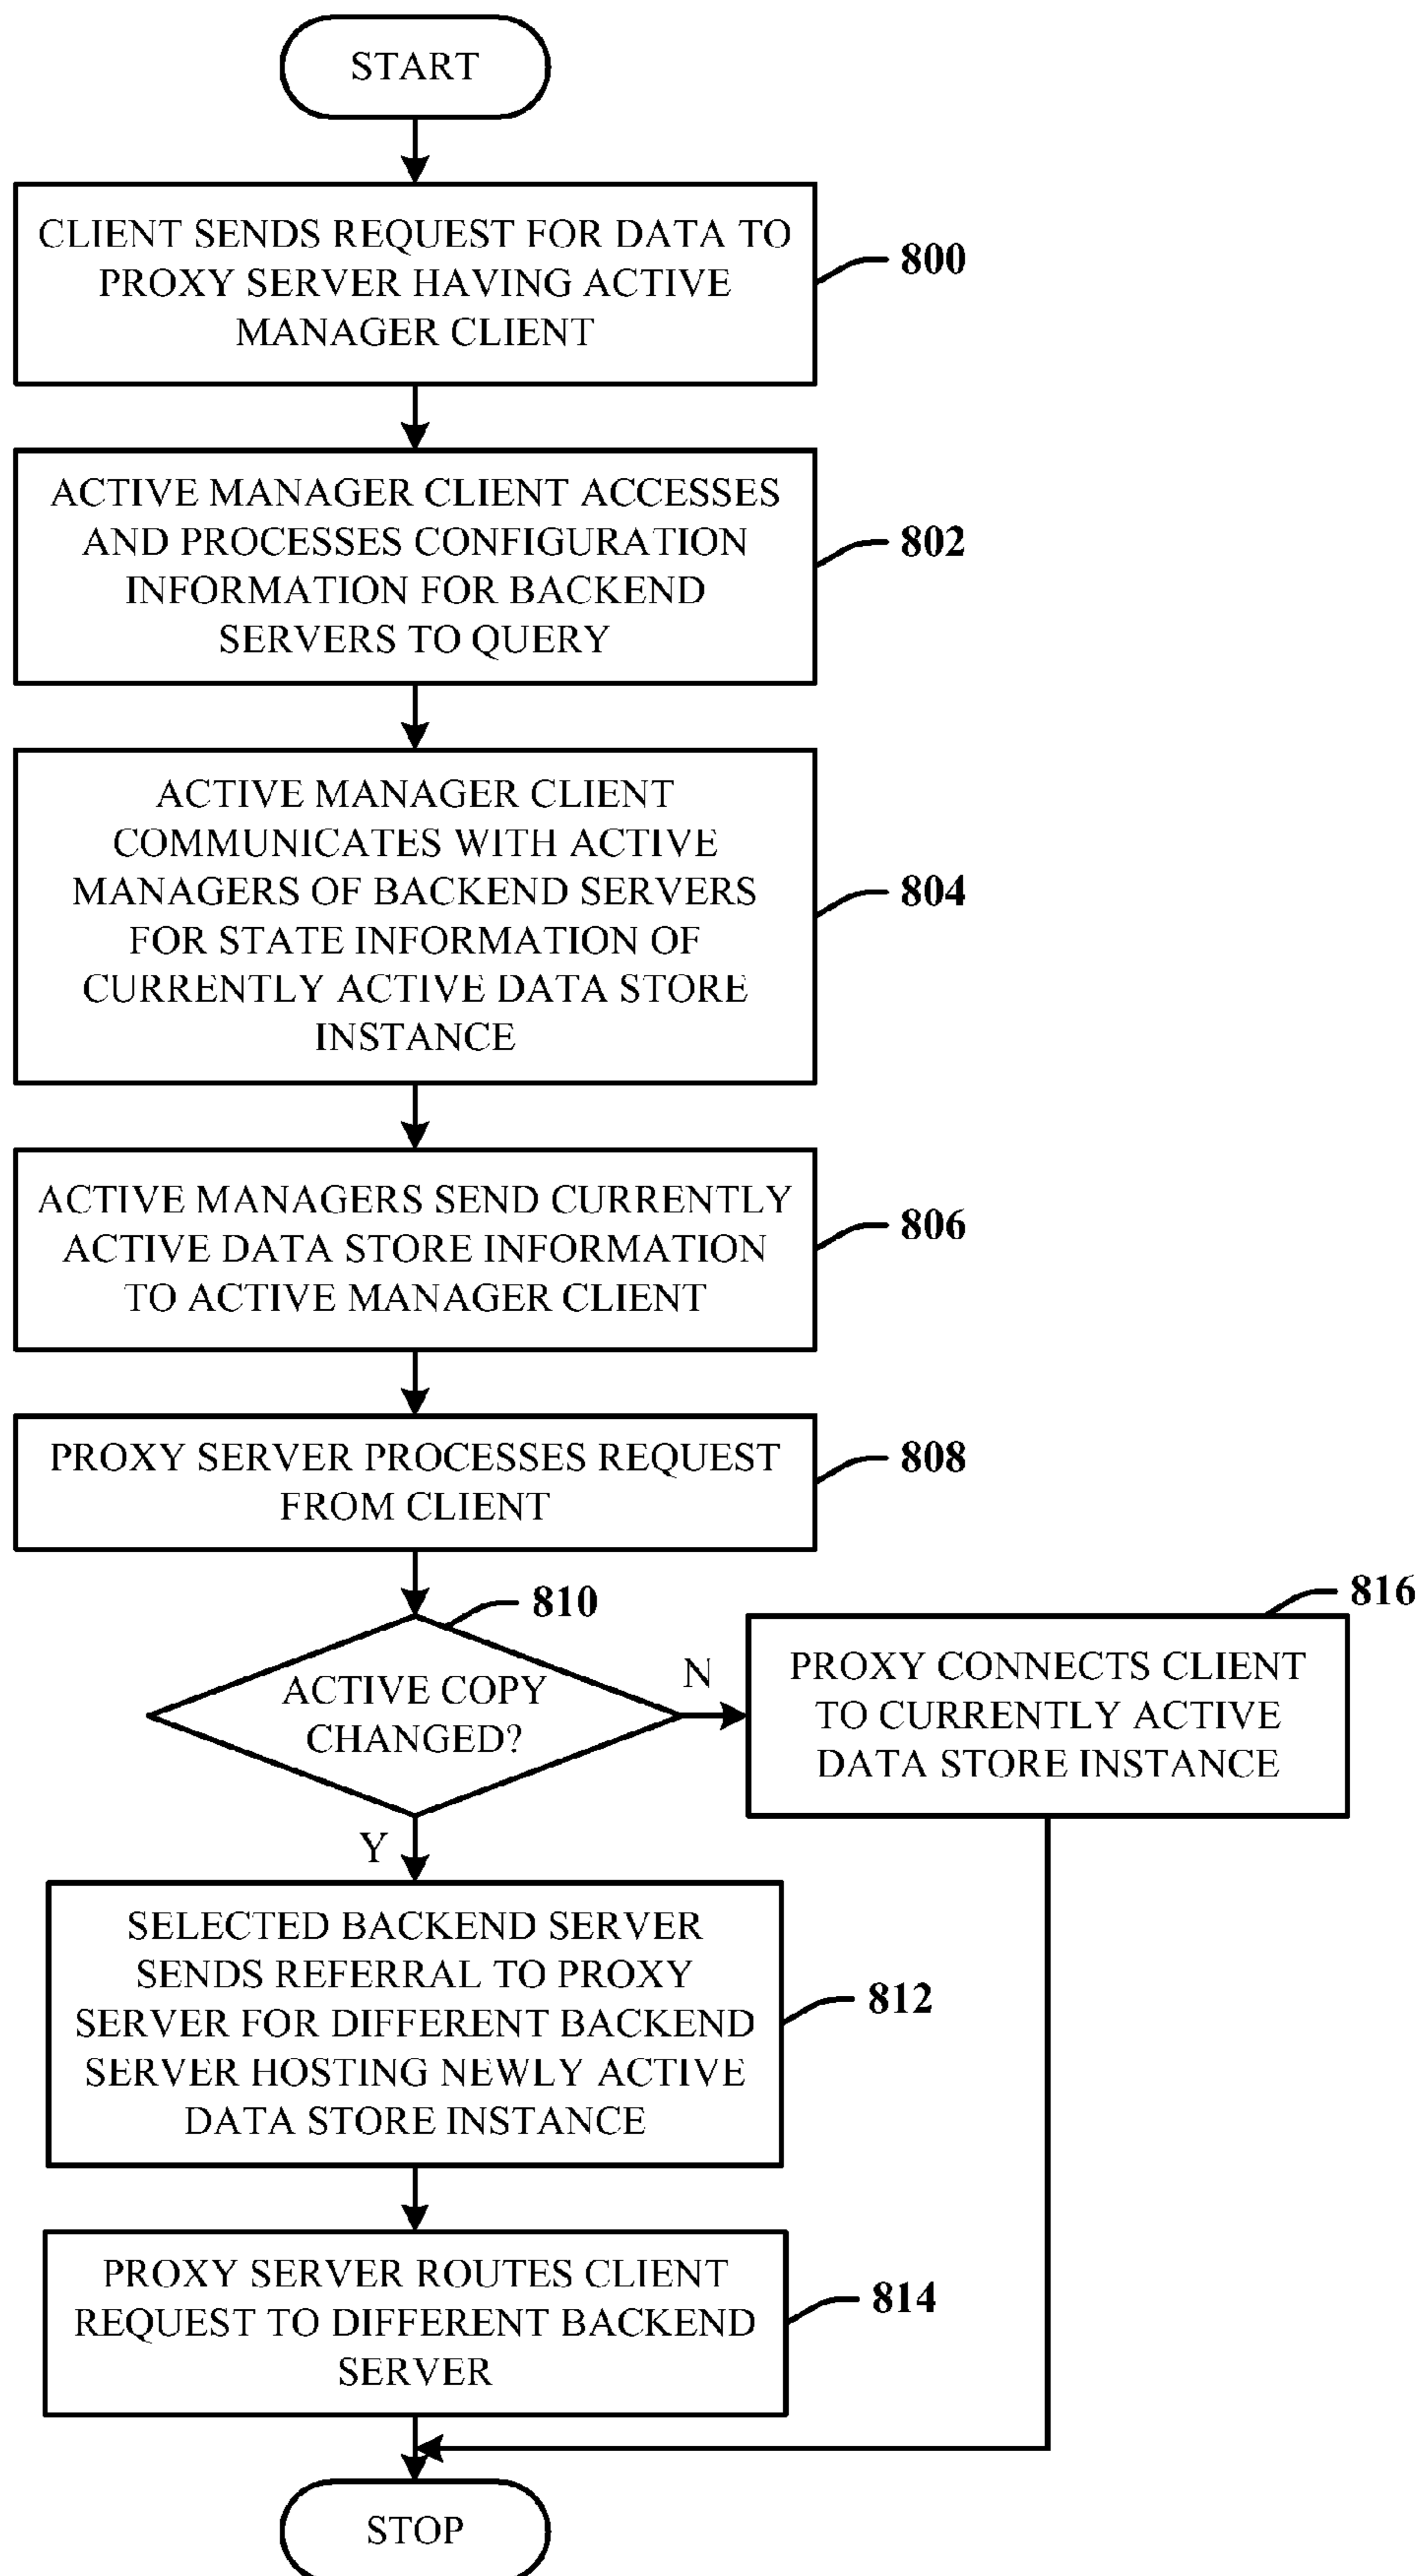 START
CLIENT SENDS REQUEST FOR DATA TO
PROXY SERVER HAVING ACTIVE
MANAGER CLIENT
800
ACTIVE MANAGER CLIENT ACCESSES
AND PROCESSES CONFIGURATION
INFORMATION FOR BACKEND
SERVERS TO QUERY
802
ACTIVE MANAGER CLIENT
COMMUNICATES WITH ACTIVE
MANAGERS OF BACKEND SERVERS
FOR STATE INFORMATION OF
CURRENTLY ACTIVE DATA STORE
INSTANCE
804
ACTIVE MANAGERS SEND CURRENTLY
ACTIVE DATA STORE INFORMATION
TO ACTIVE MANAGER CLIENT
806
PROXY SERVER PROCESSES REQUEST
FROM CLIENT
808
810
ACTIVE COPY
CHANGED?
N
816
PROXY CONNECTS CLIENT
TO CURRENTLY ACTIVE
DATA STORE INSTANCE
Y
SELECTED BACKEND SERVER
SENDS REFERRAL TO PROXY
SERVER FOR DIFFERENT BACKEND
SERVER HOSTING NEWLY ACTIVE
DATA STORE INSTANCE
812
PROXY SERVER ROUTES CLIENT
REQUEST TO DIFFERENT BACKEND
SERVER
814
STOP